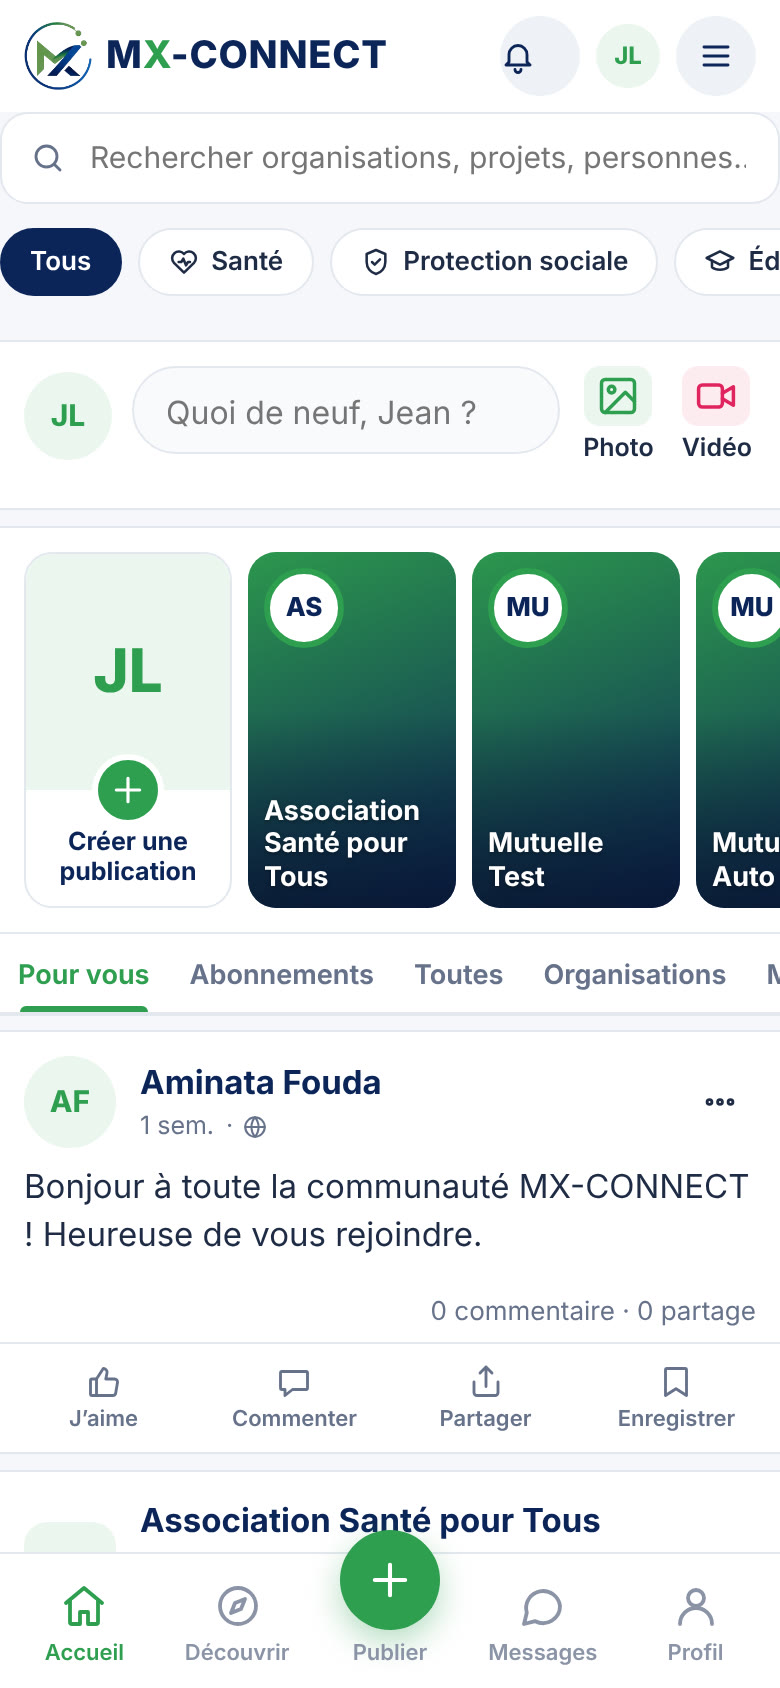 MX-CONNECT
JL
Rechercher organisations, projets, personnes..
Tous
Santé
Protection sociale
Éd
JL
Quoi de neuf, Jean ?
Photo
Vidéo
JL
Créer une
publication
AS
Association
Santé pour
Tous
MU
Mutuelle
Test
MU
Mutu
Auto
Pour vous
Abonnements
Toutes
Organisations
M
AF
Aminata Fouda
1 sem. ·
Bonjour à toute la communauté MX-CONNECT
! Heureuse de vous rejoindre.
0 commentaire · 0 partage
J’aime
Commenter
Partager
Enregistrer
Association Santé pour Tous
Accueil
Découvrir
Publier
Messages
Profil